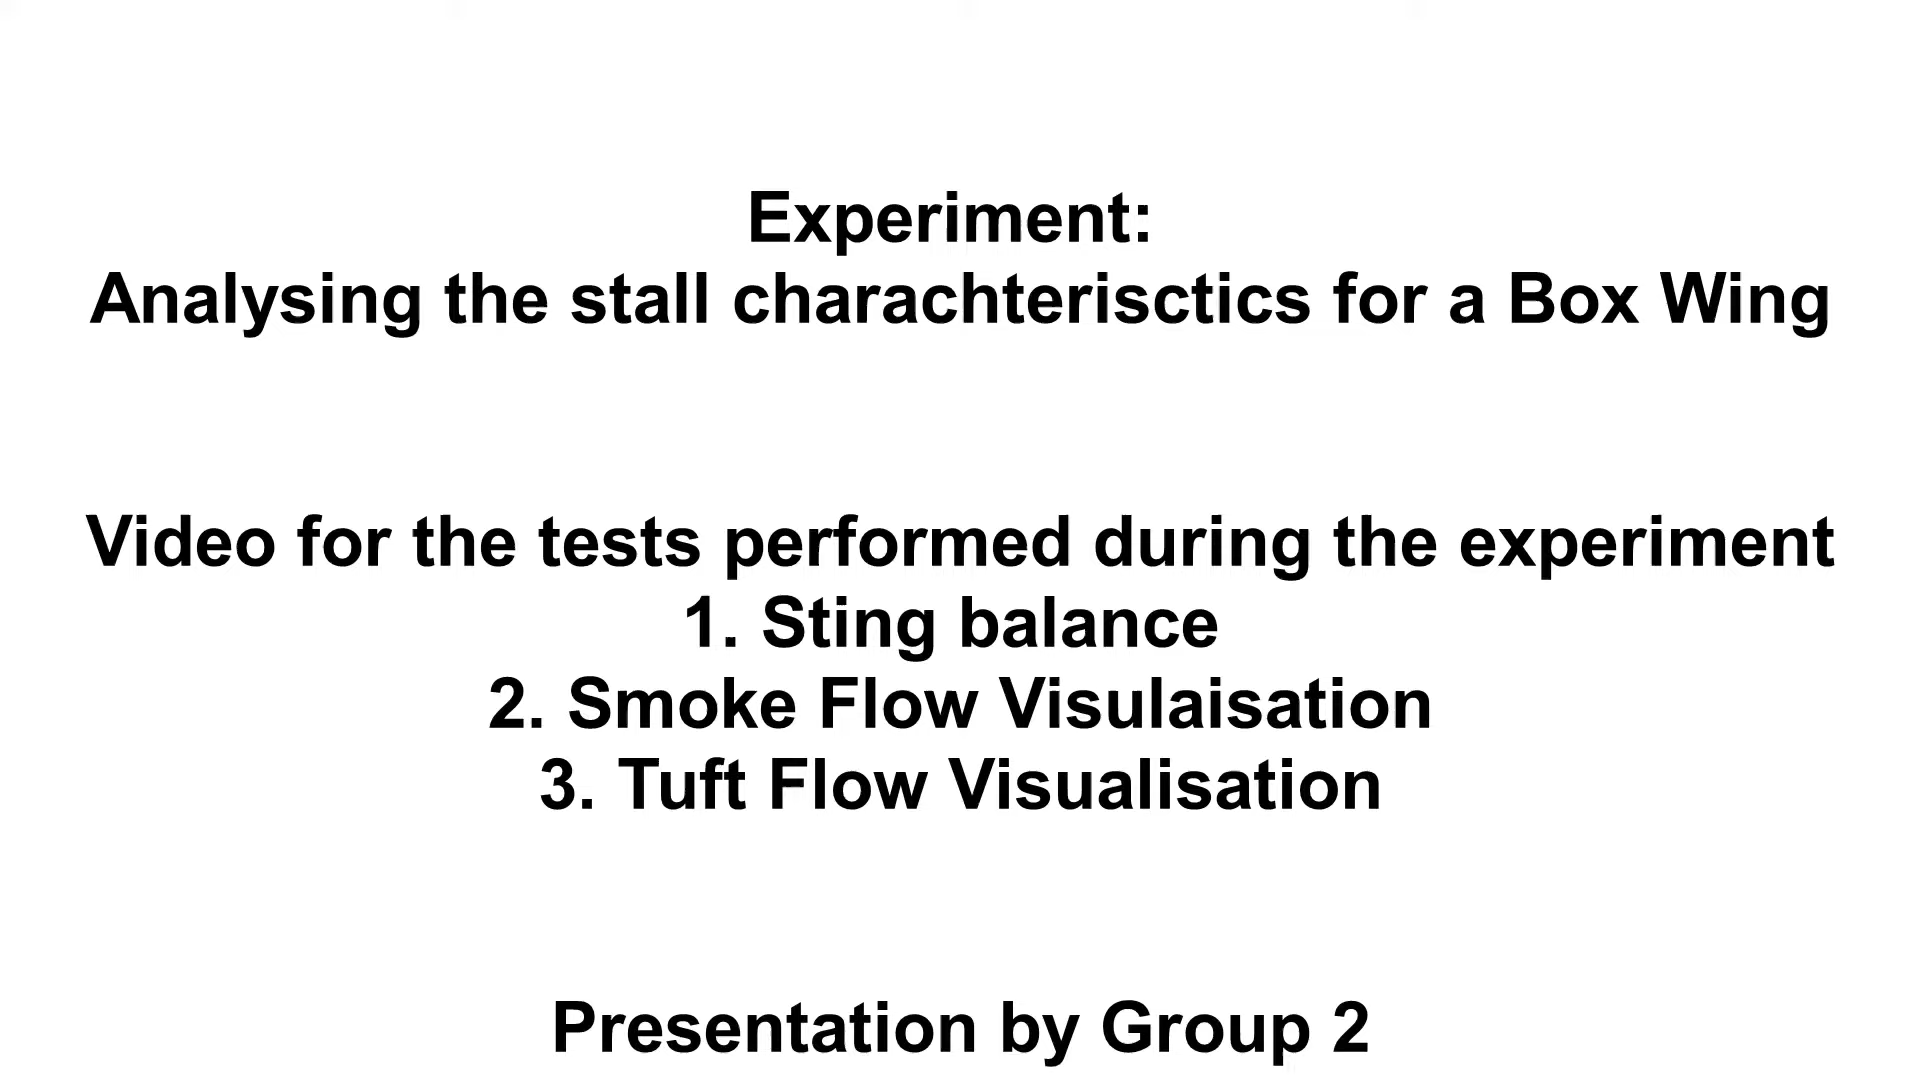 Experiment:
Analysing the stall charachterisctics for a Box Wing
Video for the tests performed during the experiment
1. Sting balance
2. Smoke Flow Visulaisation
3. Tuft Flow Visualisation
Presentation by Group 2